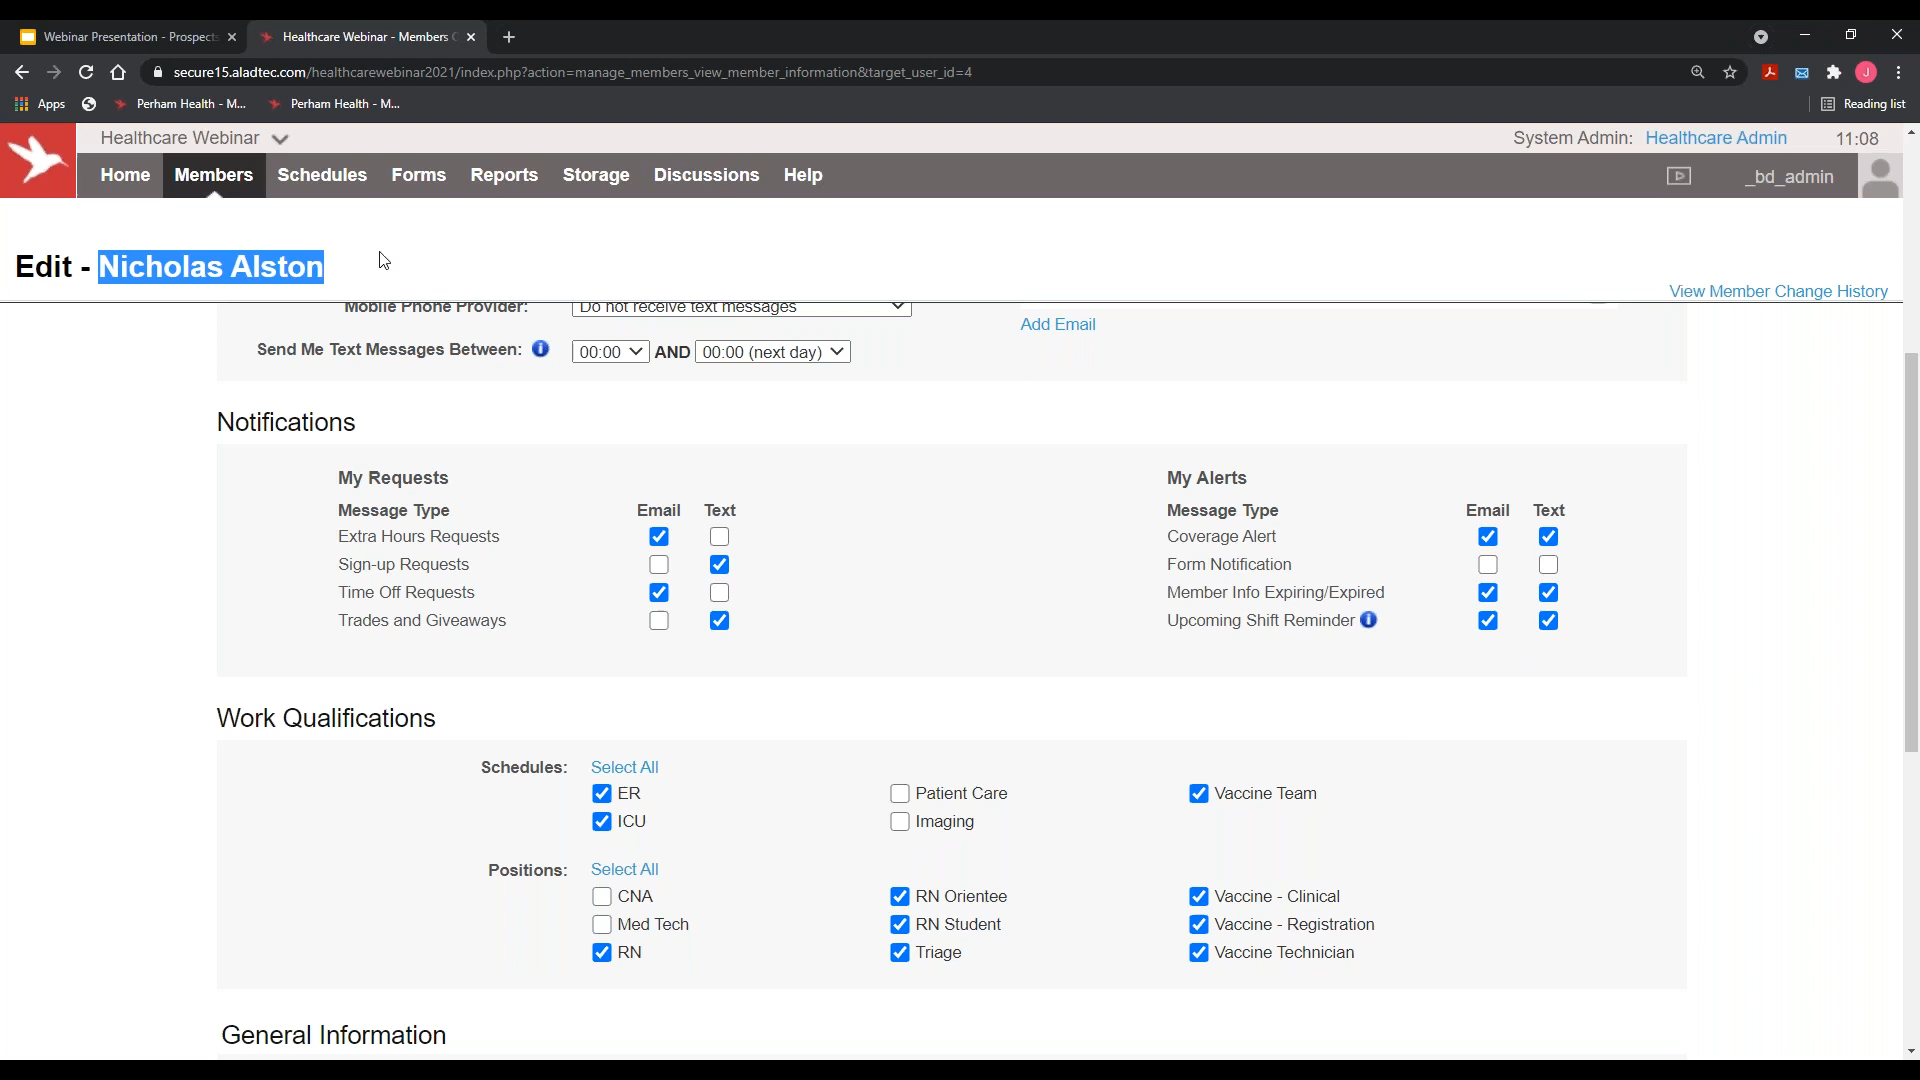 Webinar Presentation - Prospects
Healthcare Webinar - Members
secure15.aladtec.com/healthcarewebinar2021/index.php?action=manage_members_view_member_information&target_user_id=4
Apps
Perham Health - M...
Perham Health - M...
Reading list
Healthcare Webinar
System Admin: Healthcare Admin
11:08
Home Members Schedules Forms Reports Storage Discussions Help
_bd_admin
Edit - Nicholas Alston
View Member Change History
Mobile Phone Provider: Do not receive text messages
Add Email
Send Me Text Messages Between: 00:00 AND 00:00 (next day)
Notifications
My Requests
Message Type Email Text
Extra Hours Requests
Sign-up Requests
Time Off Requests
Trades and Giveaways
My Alerts
Message Type Email Text
Coverage Alert
Form Notification
Member Info Expiring/Expired
Upcoming Shift Reminder
Work Qualifications
Schedules: Select All
ER Patient Care Vaccine Team
ICU Imaging
Positions: Select All
CNA RN Orientee Vaccine - Clinical
Med Tech RN Student Vaccine - Registration
RN Triage Vaccine Technician
General Information